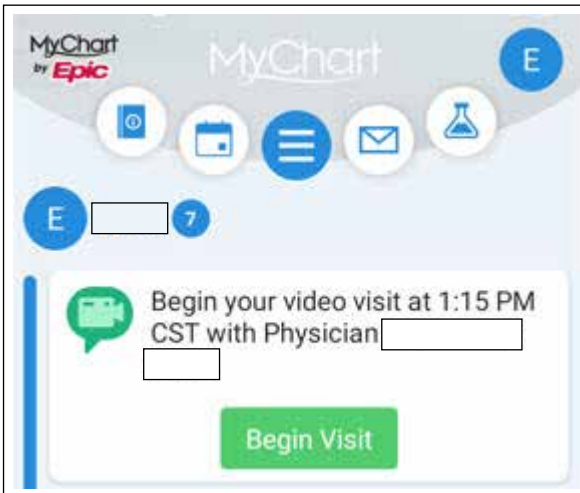 MyChart
by Epic
MyChart
E
E
7
Begin your video visit at 1:15 PM
CST with Physician
Begin Visit